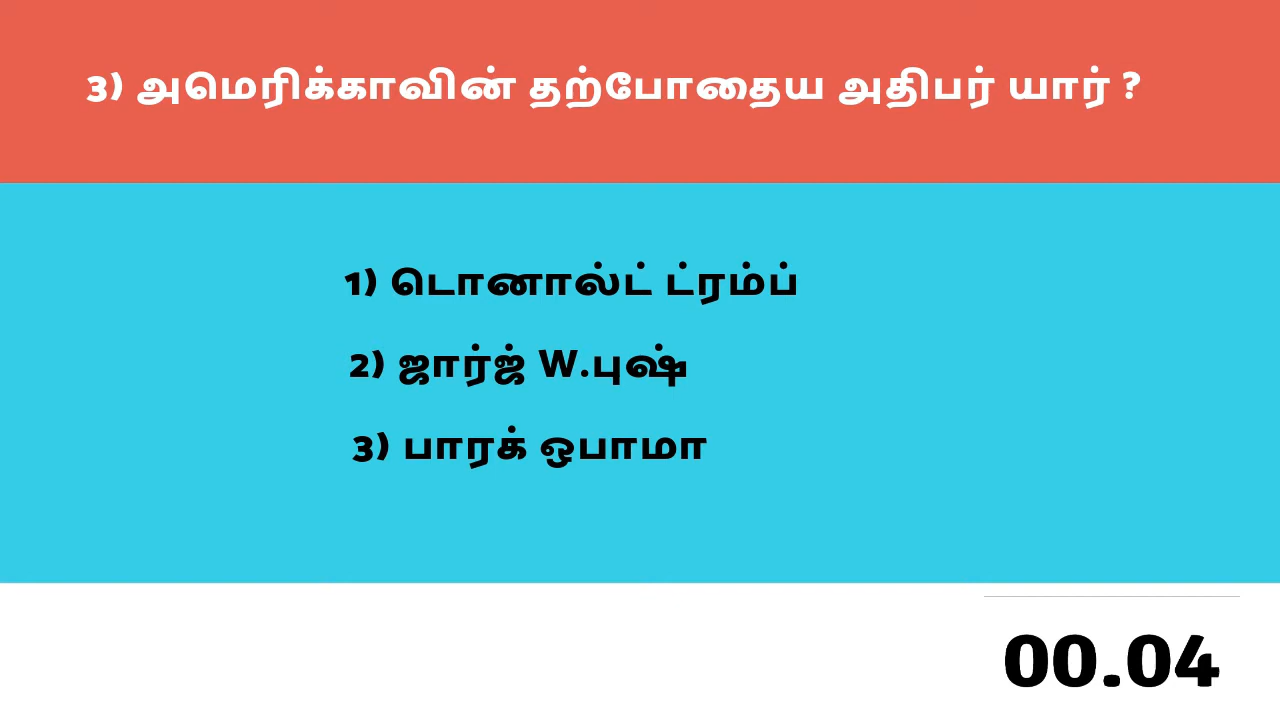 3) அமெரிக்காவின் தற்போதைய அதிபர் யார் ?
1) டொனால்ட் ட்ரம்ப்
2) ஜார்ஜ் W.புஷ்
3) பாரக் ஒபாமா
00.04